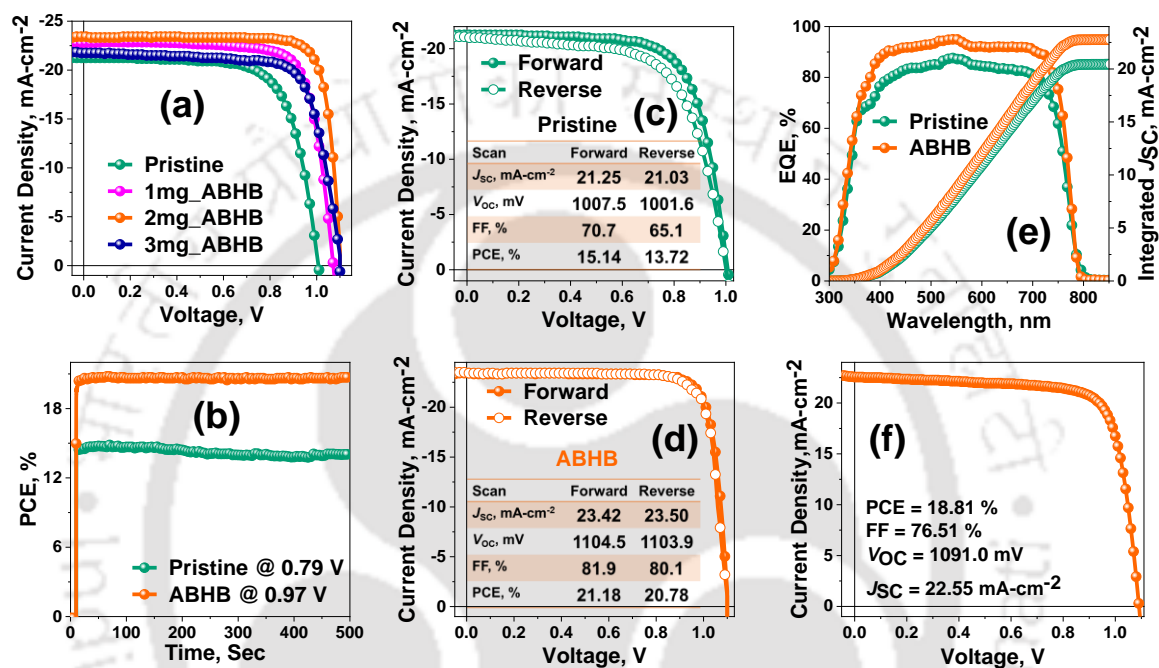 (a)
Current Density, mA-cm-2
-25
-20
-15
-10
-5
0
Pristine
1mg_ABHB
2mg_ABHB
3mg_ABHB
0.0 0.2 0.4 0.6 0.8 1.0
Voltage, V
(c)
Current Density, mA-cm-2
-20
-15
-10
-5
0
Forward
Reverse
Pristine
Scan Forward Reverse
JSC, mA-cm-2 21.25 21.03
VOC, mV 1007.5 1001.6
FF, % 70.7 65.1
PCE, % 15.14 13.72
0.0 0.2 0.4 0.6 0.8 1.0
Voltage, V
(e)
EQE, %
100
80
60
40
20
0
Pristine
ABHB
Integrated JSC, mA-cm-2
20
15
10
5
0
300 400 500 600 700 800
Wavelength, nm
(b)
PCE, %
18
12
6
0
Pristine @ 0.79 V
ABHB @ 0.97 V
0 100 200 300 400 500
Time, Sec
(d)
Current Density, mA-cm-2
-20
-15
-10
-5
0
Forward
Reverse
ABHB
Scan Forward Reverse
JSC, mA-cm-2 23.42 23.50
VOC, mV 1104.5 1103.9
FF, % 81.9 80.1
PCE, % 21.18 20.78
0.0 0.2 0.4 0.6 0.8 1.0
Voltage, V
(f)
Current Density,mA-cm-2
20
15
10
5
0
PCE = 18.81 %
FF = 76.51 %
VOC = 1091.0 mV
JSC = 22.55 mA-cm-2
0.0 0.2 0.4 0.6 0.8 1.0
Voltage, V